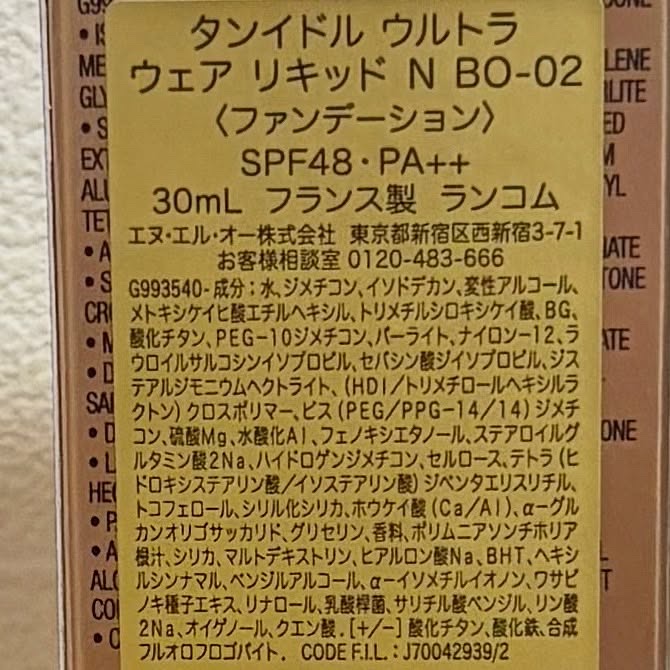 タンイドル ウルトラ
ウェア リキッド N BO-02
〈ファンデーション〉
SPF48・PA++
30mL フランス製 ランコム
エヌ・エル・オー株式会社 東京都新宿区西新宿3-7-1
お客様相談室 0120-483-666
G993540-成分：水、ジメチコン、イソドデカン、変性アルコール、
メトキシケイヒ酸エチルヘキシル、トリメチルシロキシケイ酸、BG、
酸化チタン、PEG-10ジメチコン、パーライト、ナイロン-12、ラ
ウロイルサルコシンイソプロピル、セバシン酸ジイソプロピル、ジス
テアルジモニウムヘクトライト、（HDI/トリメチロールヘキシルラ
クトン）クロスポリマー、ビス（PEG/PPG-14/14）ジメチ
コン、硫酸Mg、水酸化Al、フェノキシエタノール、ステアロイルグ
ルタミン酸2Na、ハイドロゲンジメチコン、セルロース、テトラ（ヒ
ドロキシステアリン酸/イソステアリン酸）ジペンタエリスリチル、
トコフェロール、シリル化シリカ、ホウケイ酸（Ca/Al）、α-グル
カンオリゴサッカリド、グリセリン、香料、ポリムニアソンチホリア
根汁、シリカ、マルトデキストリン、ヒアルロン酸Na、BHT、ヘキシ
ルシンナマル、ベンジルアルコール、α-イソメチルイオノン、ワサビ
ノキ種子エキス、リナロール、乳酸桿菌、サリチル酸ベンジル、リン酸
2Na、オイゲノール、クエン酸．[+/−] 酸化チタン、酸化鉄、合成
フルオロフロゴパイト． CODE F.I.L. : J70042939/2